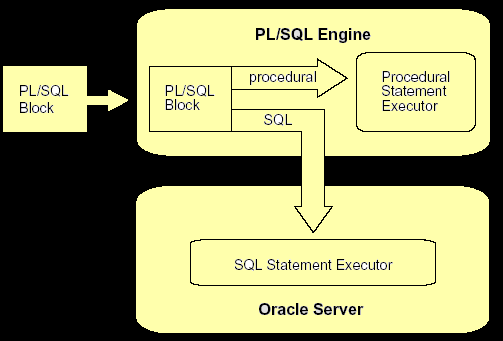 PL/SQL Engine
PL/SQL
Block
PL/SQL
Block
procedural
SQL
Procedural
Statement
Executor
SQL Statement Executor
Oracle Server